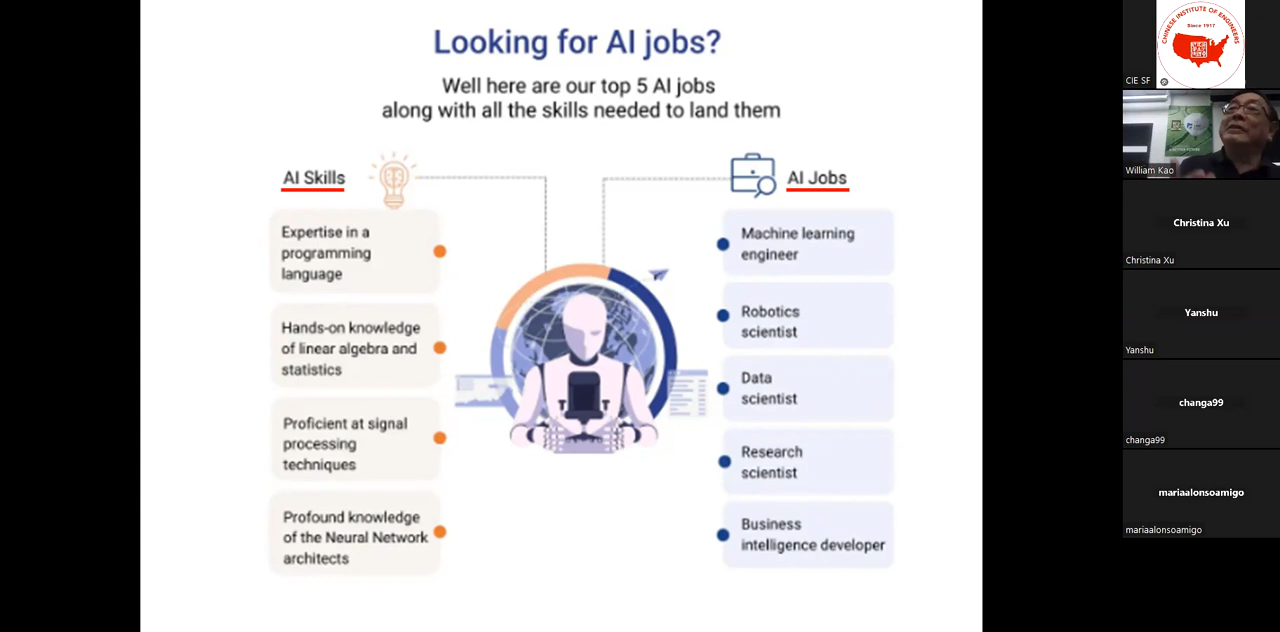 Looking for AI jobs?
Well here are our top 5 AI jobs
along with all the skills needed to land them
AI Skills
Expertise in a
programming
language
Hands-on knowledge
of linear algebra and
statistics
Proficient at signal
processing
techniques
Profound knowledge
of the Neural Network
architects
AI Jobs
Machine learning
engineer
Robotics
scientist
Data
scientist
Research
scientist
Business
intelligence developer
CHINESE INSTITUTE OF ENGINEERS
Since 1917
CIE SF
William Kao
Christina Xu
Christina Xu
Yanshu
Yanshu
changa99
changa99
mariaalonsoamigo
mariaalonsoamigo